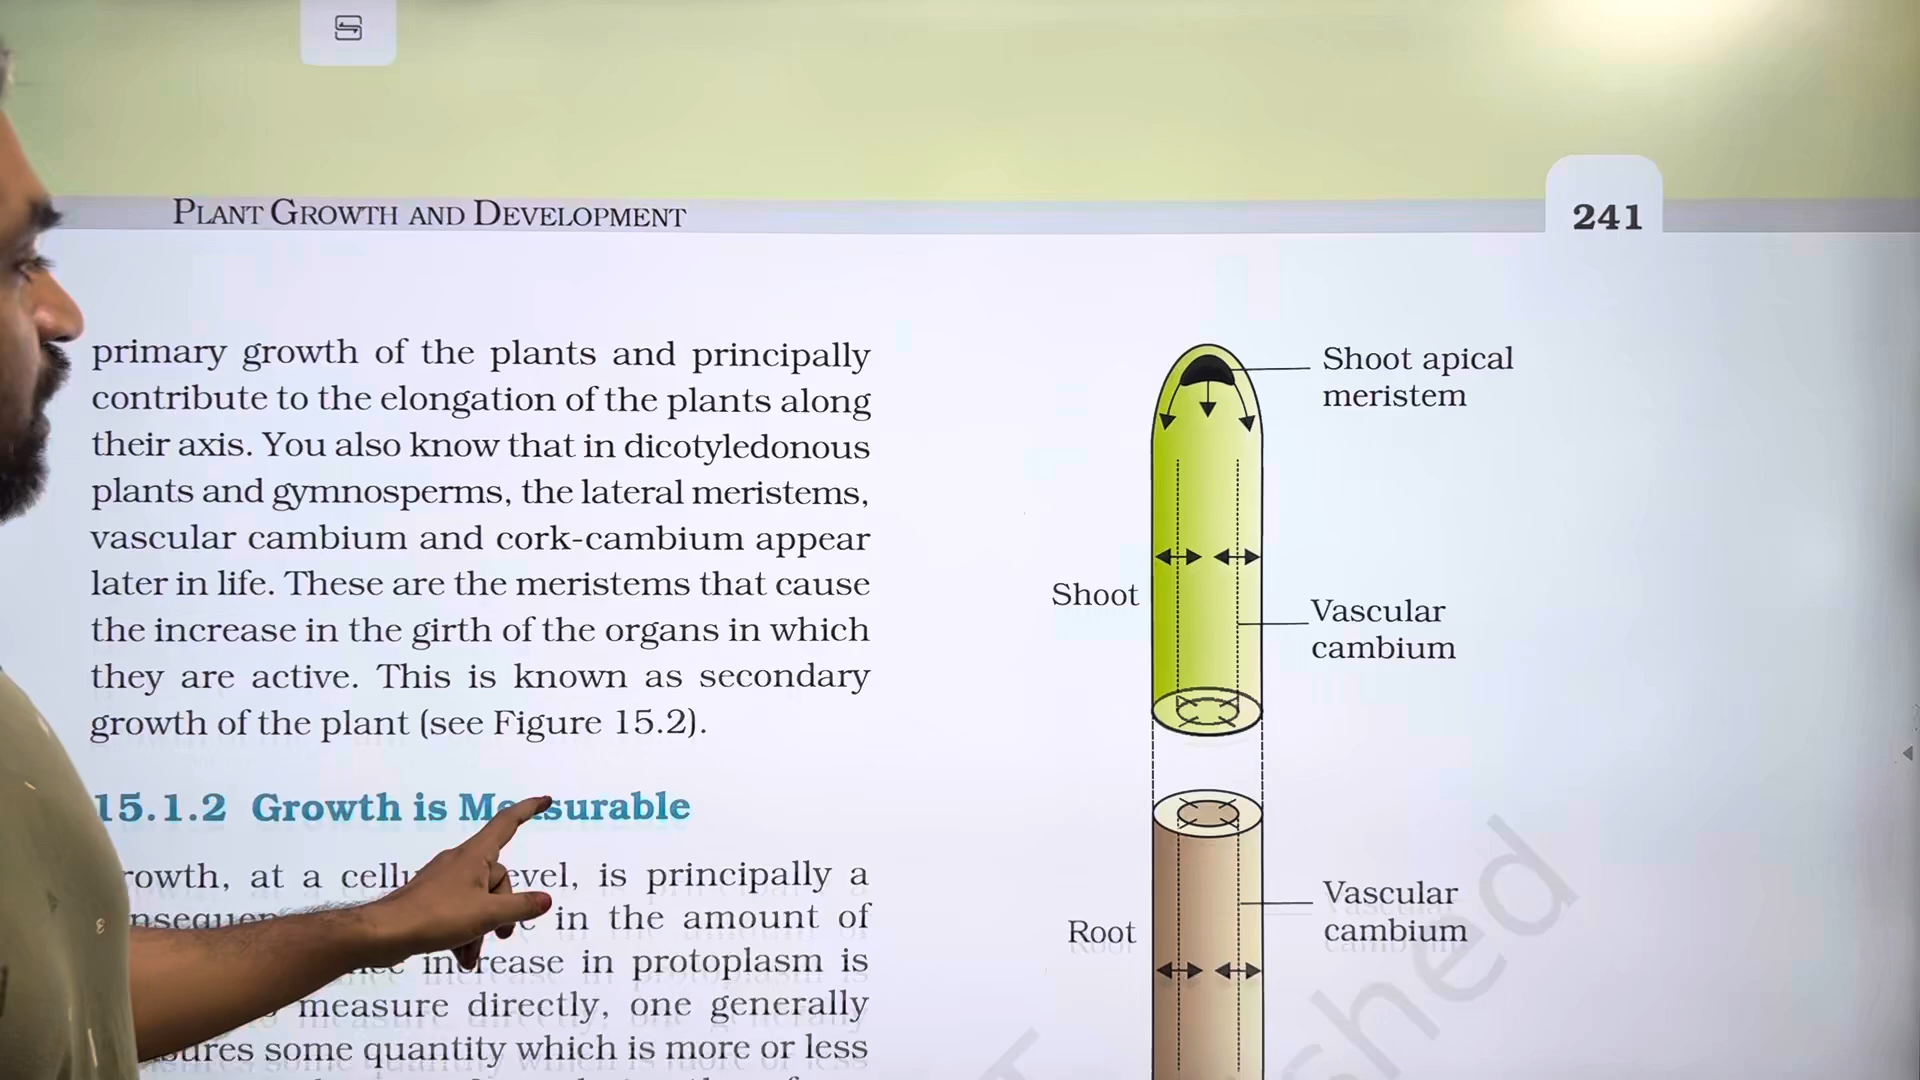 PLANT GROWTH AND DEVELOPMENT
241
primary growth of the plants and principally
contribute to the elongation of the plants along
their axis. You also know that in dicotyledonous
plants and gymnosperms, the lateral meristems,
vascular cambium and cork-cambium appear
later in life. These are the meristems that cause
the increase in the girth of the organs in which
they are active. This is known as secondary
growth of the plant (see Figure 15.2).
15.1.2 Growth is Measurable
at a level, is principally a
in the amount of
increase in protoplasm is
measure directly, one generally
some quantity which is more or less
Shoot apical
meristem
Shoot
Vascular
cambium
Root
Vascular
cambium
shed